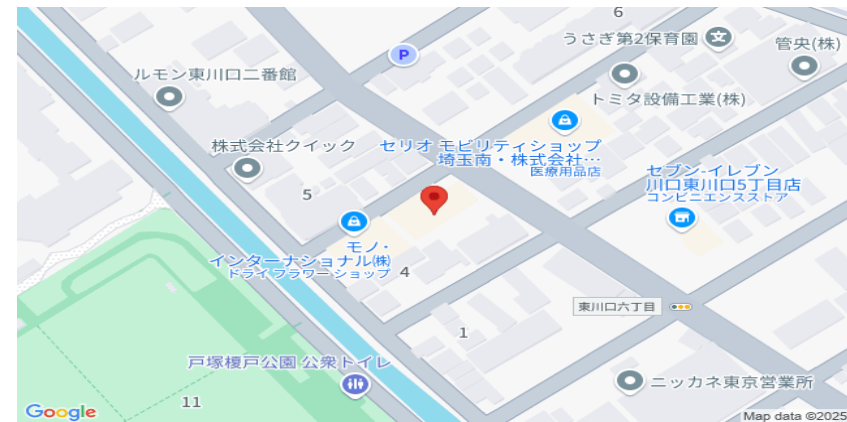 6
うさぎ第2保育園
管央(株)
P
ルモン東川口二番館
トミタ設備工業(株)
株式会社クイック
セリオ モビリティショップ
埼玉南・株式会社…
医療用品店
セブン-イレブン
川口東川口5丁目店
コンビニエンスストア
5
モノ・
インターナショナル㈱
ドライフラワーショップ
4
東川口六丁目
1
戸塚榎戸公園 公衆トイレ
ニッカネ東京営業所
11
Google
Map data ©2025